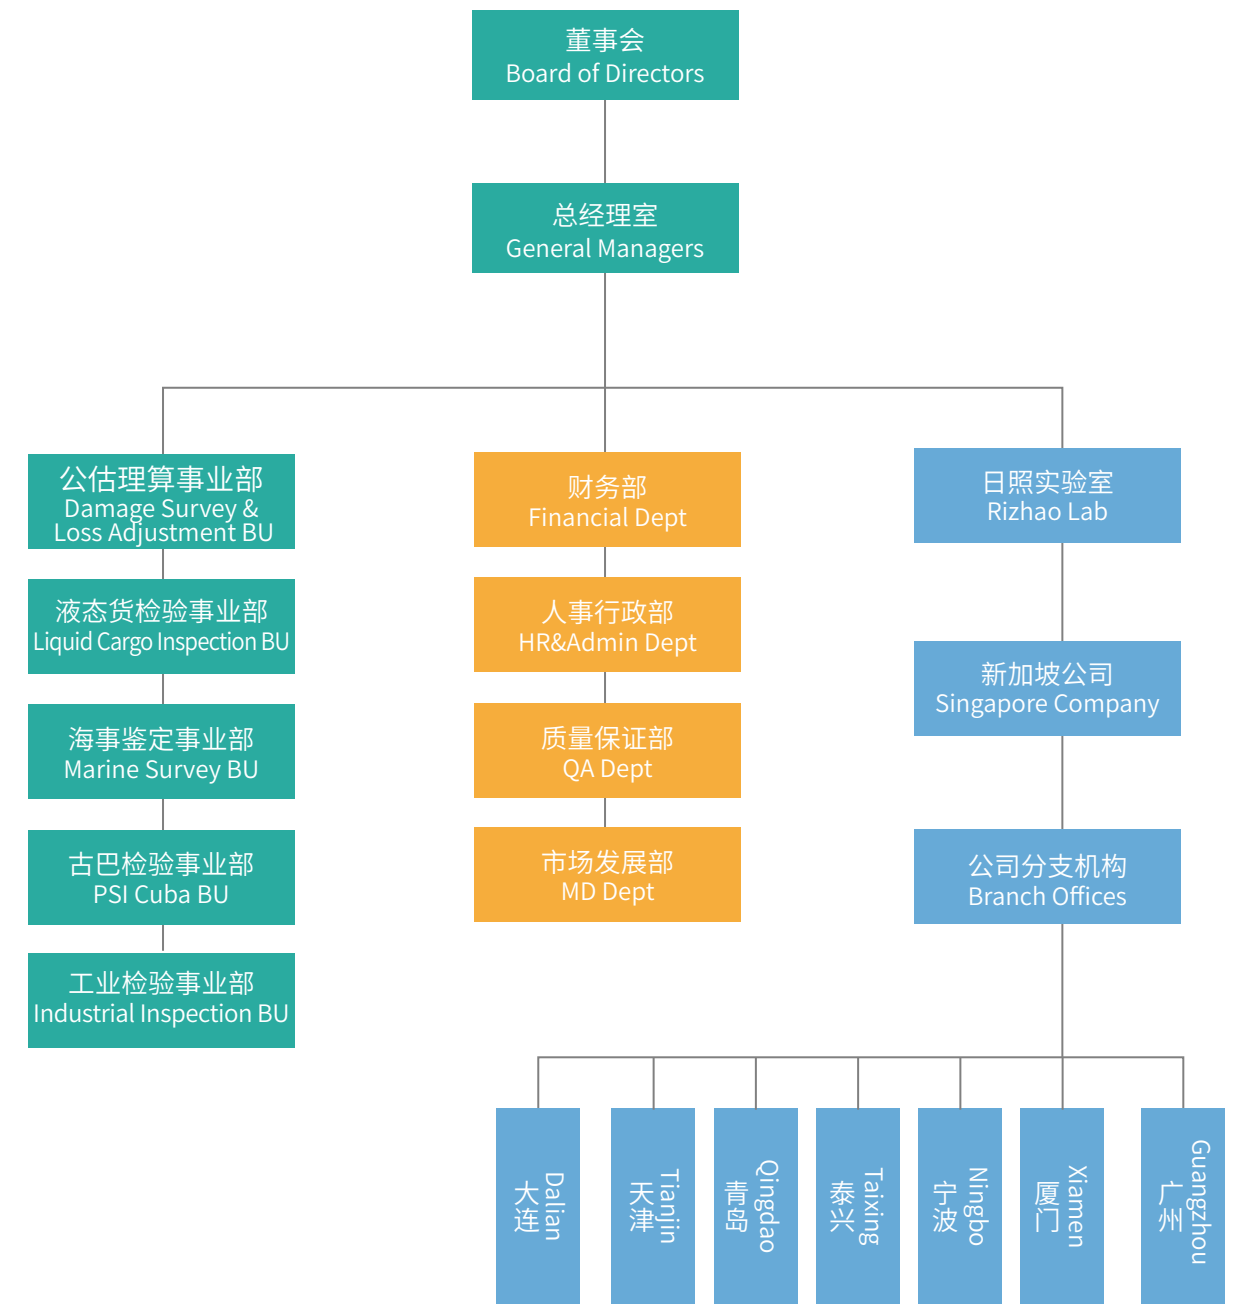 董事会
Board of Directors
总经理室
General Managers
公估理算事业部
Damage Survey &
Loss Adjustment BU
液态货检验事业部
Liquid Cargo Inspection BU
海事鉴定事业部
Marine Survey BU
古巴检验事业部
PSI Cuba BU
工业检验事业部
Industrial Inspection BU
财务部
Financial Dept
人事行政部
HR&Admin Dept
质量保证部
QA Dept
市场发展部
MD Dept
日照实验室
Rizhao Lab
新加坡公司
Singapore Company
公司分支机构
Branch Offices
大连
Dalian
天津
Tianjin
青岛
Qingdao
泰兴
Taixing
宁波
Ningbo
厦门
Xiamen
广州
Guangzhou